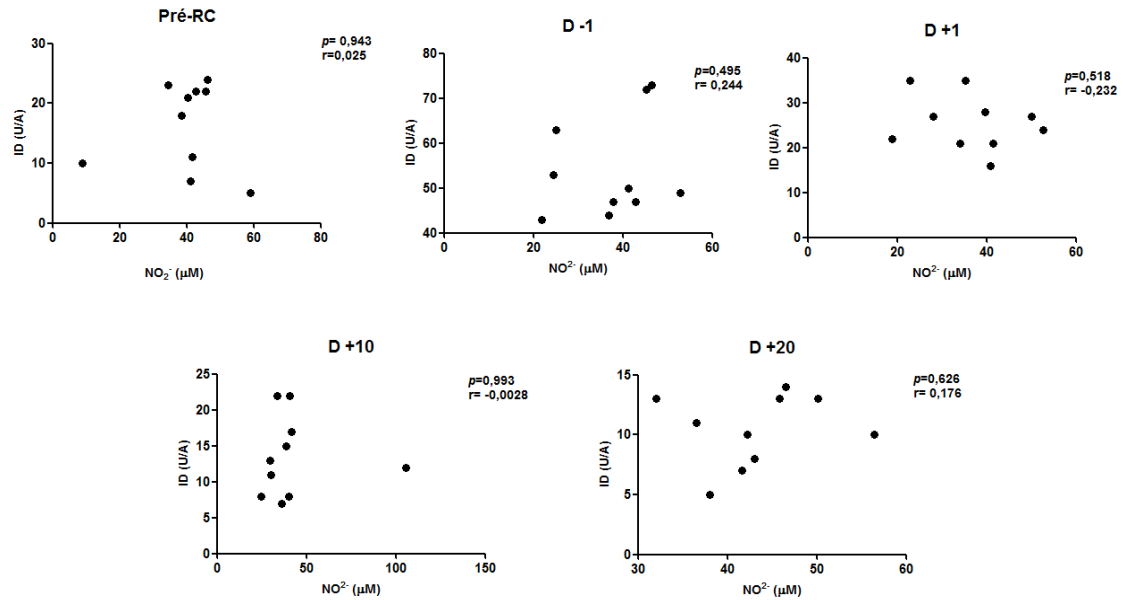 Pré-RC
p= 0,943
r=0,025
30
20
10
0
0 20 40 60 80
ID (U/A)
NO₂⁻ (µM)
D -1
p=0,495
r= 0,244
80
70
60
50
40
0 20 40 60
ID (U/A)
NO²⁻ (µM)
D +1
p=0,518
r= -0,232
40
30
20
10
0
0 20 40 60
ID (U/A)
NO²⁻ (µM)
D +10
p=0,993
r= -0,0028
25
20
15
10
5
0
0 50 100 150
ID (U/A)
NO²⁻ (µM)
D +20
p=0,626
r= 0,176
15
10
5
0
30 40 50 60
ID (U/A)
NO²⁻ (µM)